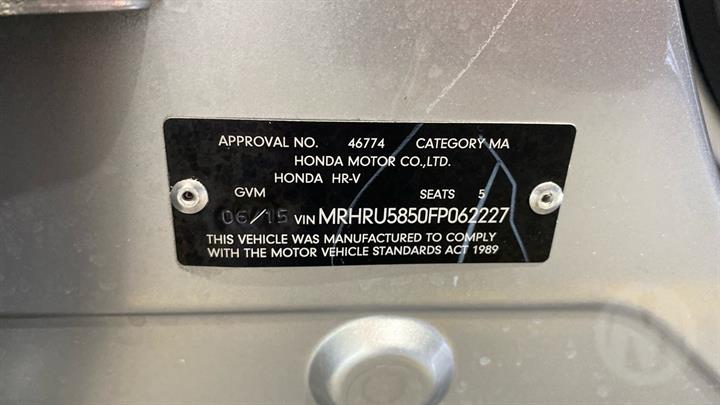 APPROVAL NO. 46774 CATEGORY MA
HONDA MOTOR CO.,LTD.
HONDA HR-V
GVM SEATS 5
06/15 VIN MRHRU5850FP062227
THIS VEHICLE WAS MANUFACTURED TO COMPLY
WITH THE MOTOR VEHICLE STANDARDS ACT 1989